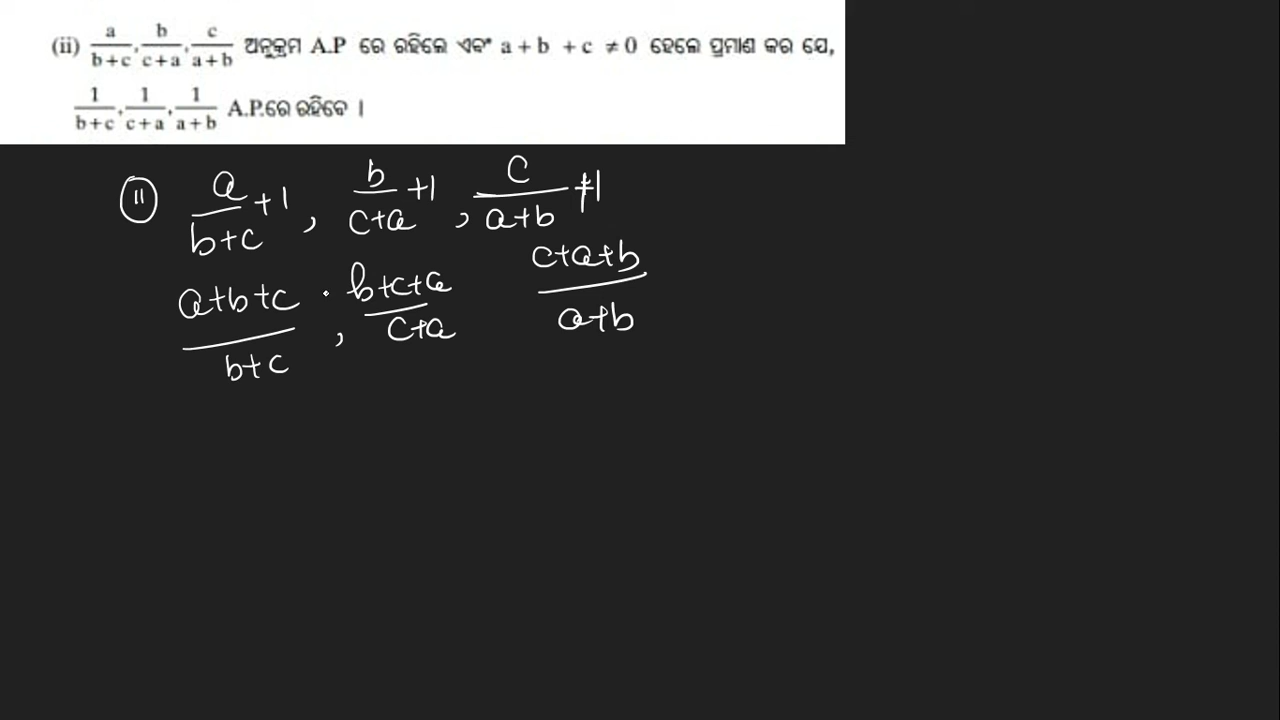 (ii) a/(b+c), b/(c+a), c/(a+b) ଅନୁକ୍ରମ A.P ରେ ରହିଲେ ଏବଂ a + b + c ≠ 0 ହେଲେ ପ୍ରମାଣ କର ଯେ,
1/(b+c), 1/(c+a), 1/(a+b) A.P.ରେ ରହିବେ ।
(ii) a/(b+c) +1, b/(c+a) +1, c/(a+b) +1
(a+b+c)/(b+c), (b+c+a)/(c+a) (c+a+b)/(a+b)